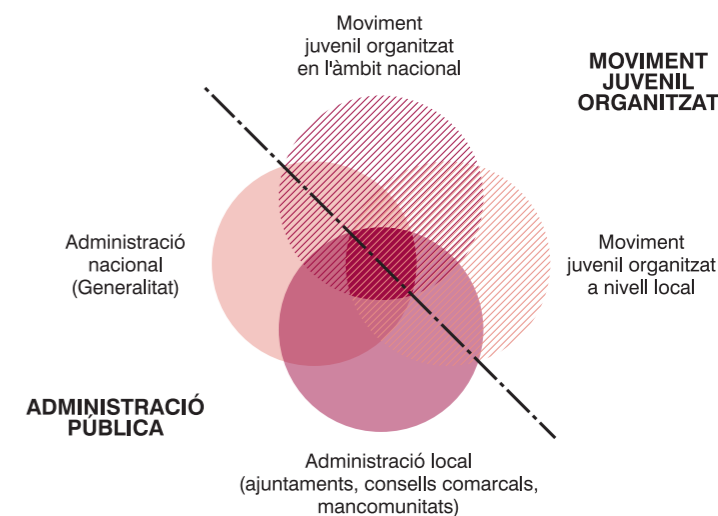 Moviment
juvenil organitzat
en l'àmbit nacional
MOVIMENT
JUVENIL
ORGANITZAT
Administració
nacional
(Generalitat)
Moviment
juvenil organitzat
a nivell local
ADMINISTRACIÓ
PÚBLICA
Administració local
(ajuntaments, consells comarcals,
mancomunitats)